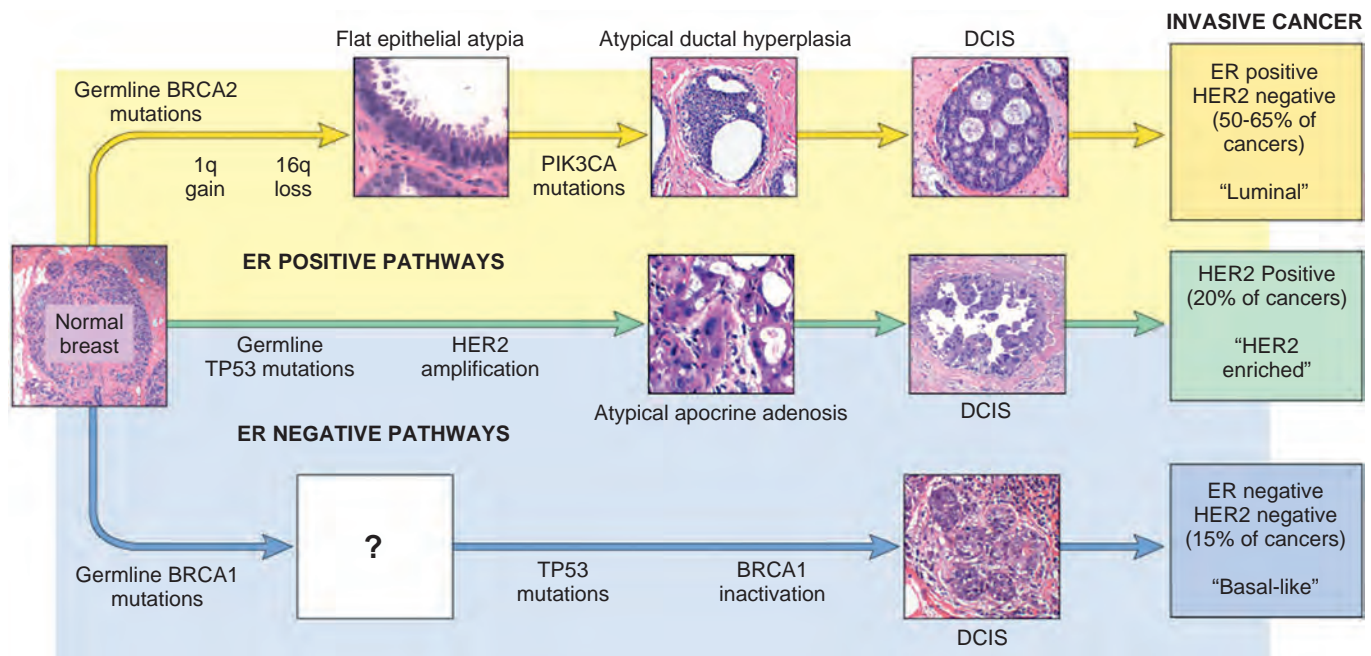 INVASIVE CANCER
Flat epithelial atypia
Atypical ductal hyperplasia
DCIS
Germline BRCA2
mutations
1q
gain
16q
loss
PIK3CA
mutations
ER positive
HER2 negative
(50-65% of
cancers)
“Luminal”
ER POSITIVE PATHWAYS
Normal
breast
Germline
TP53 mutations
HER2
amplification
Atypical apocrine adenosis
DCIS
HER2 Positive
(20% of cancers)
“HER2
enriched”
ER NEGATIVE PATHWAYS
Germline BRCA1
mutations
?
TP53
mutations
BRCA1
inactivation
DCIS
ER negative
HER2 negative
(15% of cancers)
“Basal-like”